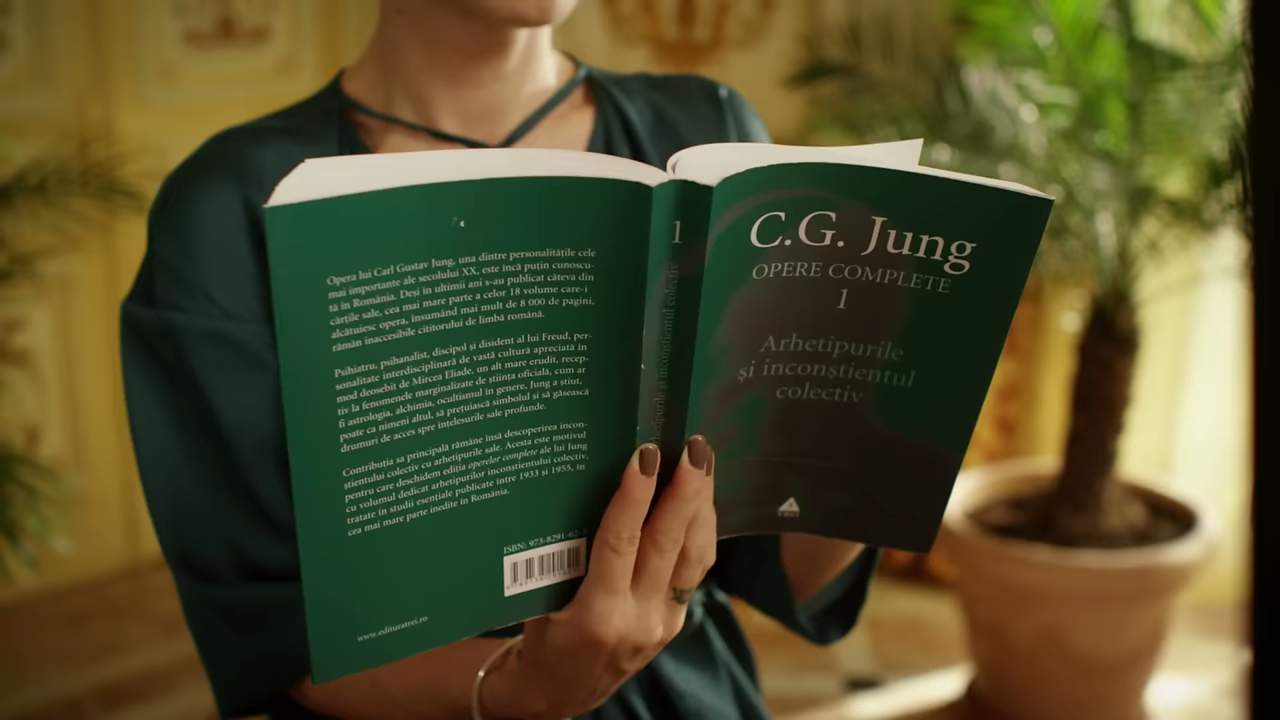 Opera lui Carl Gustav Jung, una dintre personalitățile cele
mai importante ale secolului XX, este încă puțin cunoscu-
tă în România. Deși în ultimii ani s-au publicat câteva din
cărțile sale, cea mai mare parte a celor 18 volume care-i
alcătuiesc opera, însumând mai mult de 8 000 de pagini,
rămân inaccesibile cititorului de limbă română.
Psihiatru, psihanalist, discipol și disident al lui Freud, per-
sonalitate interdisciplinară de vastă cultură apreciată în
mod deosebit de Mircea Eliade, un alt mare erudit, recep-
tiv la fenomenele marginalizate de știința oficială, cum ar
fi astrologia, alchimia, ocultismul în genere, Jung a știut,
poate ca nimeni altul, să prețuiască simbolul și să găsească
drumuri de acces spre înțelesurile sale profunde.
Contribuția sa principală rămâne însă descoperirea incon-
știentului colectiv cu arhetipurile sale. Acesta este motivul
pentru care deschidem ediția operelor complete ale lui Jung
cu volumul dedicat arhetipurilor inconștientului colectiv,
tratate în studii esențiale publicate între 1933 și 1955, în
cea mai mare parte inedite în România.
ISBN: 973-8291-62-
www.edituratrei.ro
1
Arhetipurile și inconștientul colectiv
C.G. Jung
OPERE COMPLETE
1
Arhetipurile
și inconștientul
colectiv